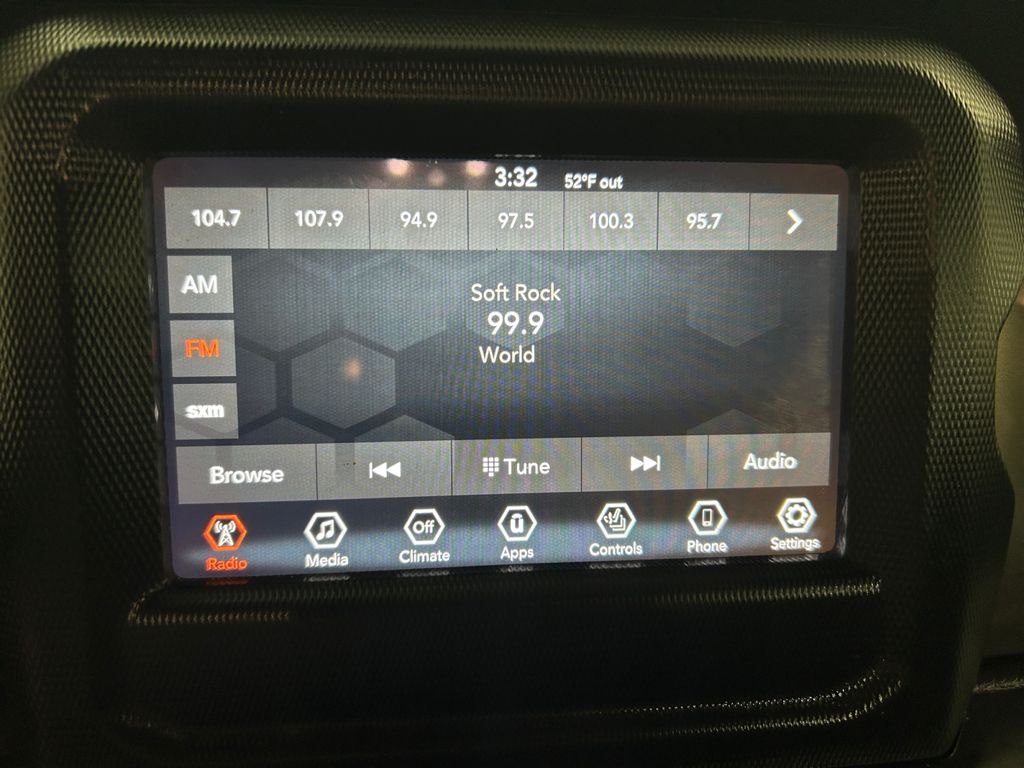 3:32 52°F out
104.7 107.9 94.9 97.5 100.3 95.7
AM
Soft Rock
99.9
World
FM
sxm
Browse Tune Audio
Off
Radio Media Climate Apps Controls Phone Settings